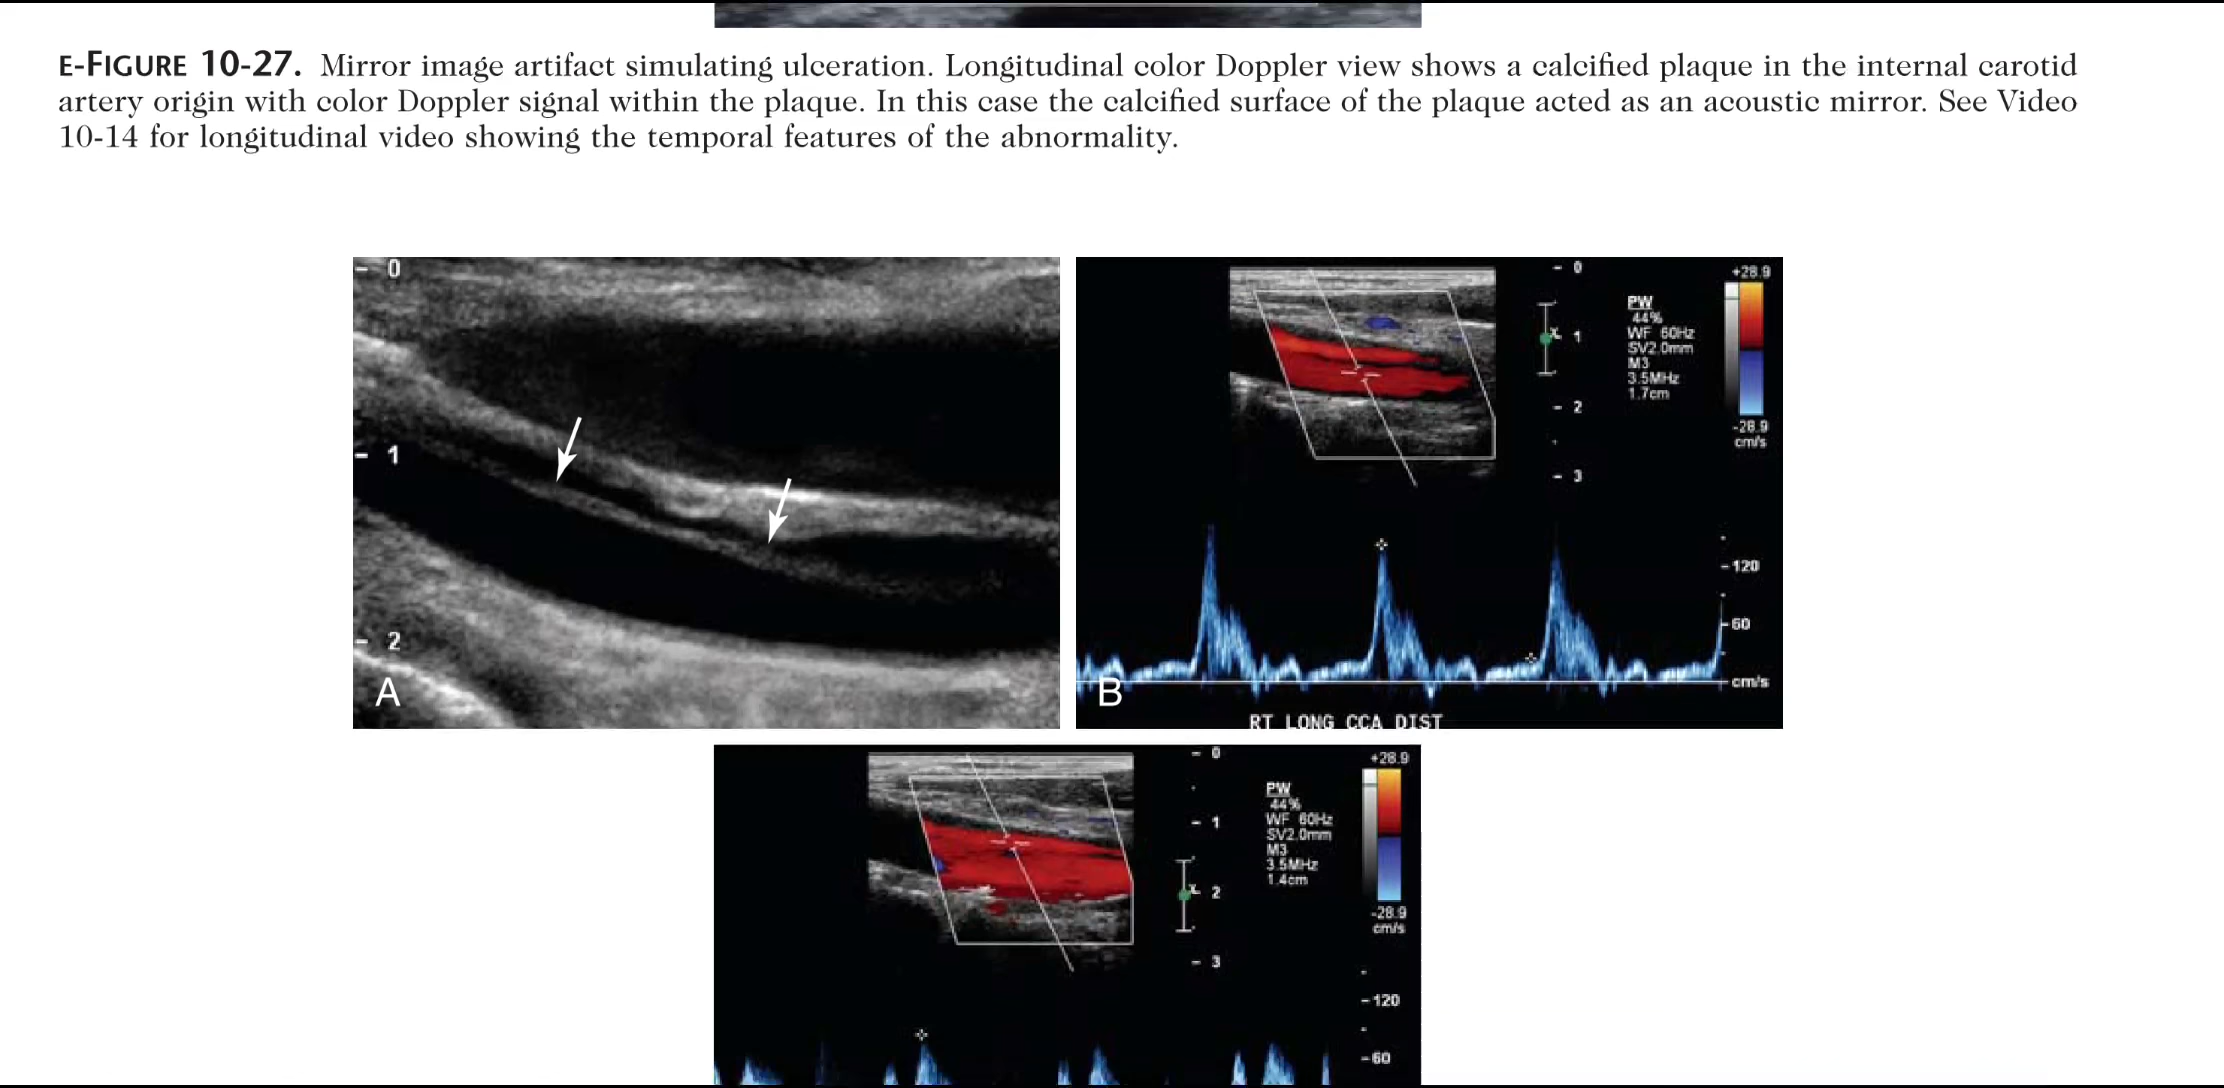 E-FIGURE 10-27. Mirror image artifact simulating ulceration. Longitudinal color Doppler view shows a calcified plaque in the internal carotid
artery origin with color Doppler signal within the plaque. In this case the calcified surface of the plaque acted as an acoustic mirror. See Video
10-14 for longitudinal video showing the temporal features of the abnormality.
- 0
- 1
- 2
A
- 0
- 1
- 2
- 3
PW
44%
WF 60Hz
SV2.0mm
M3
3.5MHz
1.7cm
+28.9
-28.9
cm/s
- 120
- 60
cm/s
B
RT LONG CCA DIST
- 0
- 1
- 2
- 3
PW
44%
WF 60Hz
SV2.0mm
M3
3.5MHz
1.4cm
+28.9
-28.9
cm/s
- 120
- 60